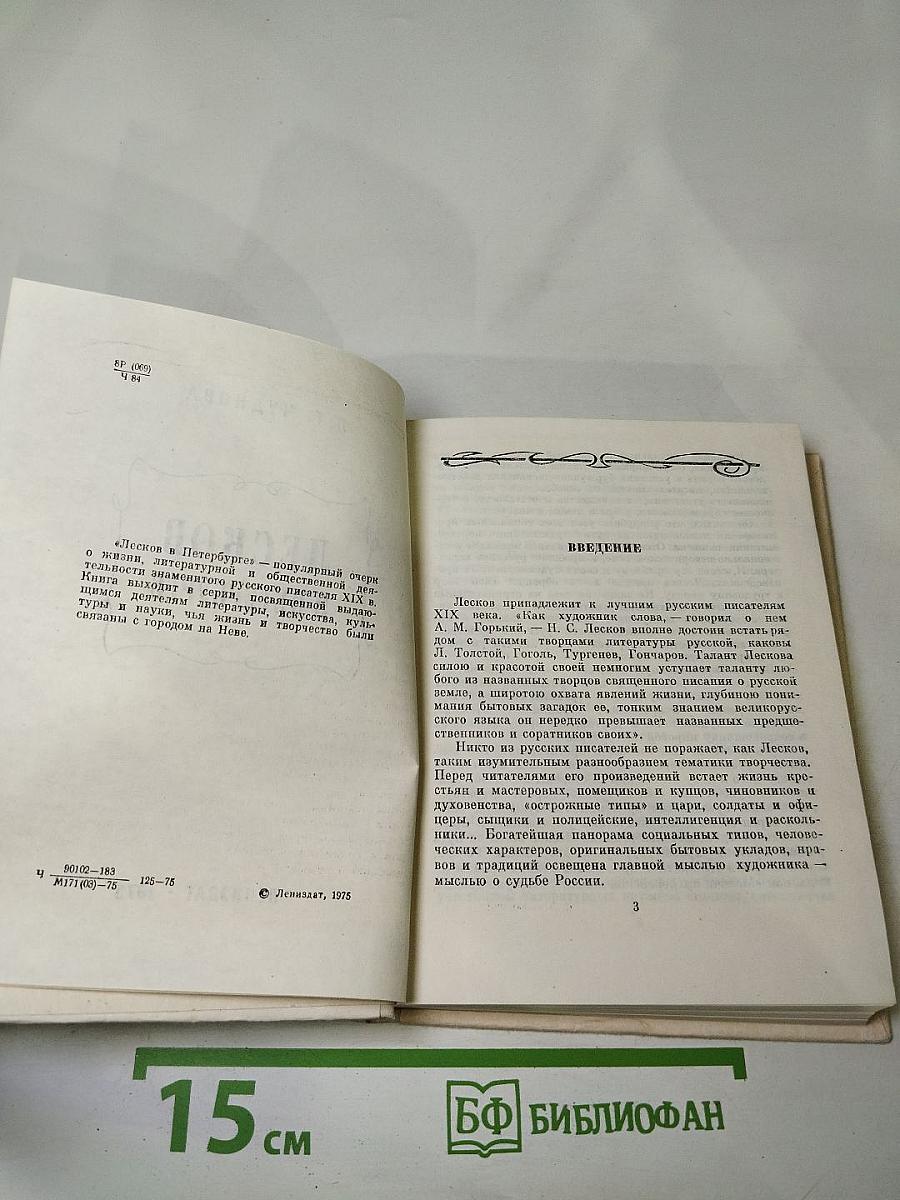 8Р (069)
Ч 84
«Лесков в Петербурге» — популярный очерк
о жизни, литературной и общественной дея-
тельности знаменитого русского писателя XIX в.
Книга выходит в серии, посвященной выдаю-
щимся деятелям литературы, искусства, куль-
туры и науки, чья жизнь и творчество были
связаны с городом на Неве.
Ч 90102—183
М171(03)—75 125—75
© Лениздат, 1975
ВВЕДЕНИЕ
Лесков принадлежит к лучшим русским писателям
XIX века. «Как художник слова, — говорил о нем
А. М. Горький, — Н. С. Лесков вполне достоин встать ря-
дом с такими творцами литературы русской, каковы
Л. Толстой, Гоголь, Тургенев, Гончаров. Талант Лескова
силою и красотой своей немногим уступает таланту лю-
бого из названных творцов священного писания о русской
земле, а широтою охвата явлений жизни, глубиною пони-
мания бытовых загадок ее, тонким знанием великорус-
ского языка он нередко превышает названных предше-
ственников и соратников своих».
Никто из русских писателей не поражает, как Лесков,
таким изумительным разнообразием тематики творчества.
Перед читателями его произведений встает жизнь кре-
стьян и мастеровых, помещиков и купцов, чиновников и
духовенства, «острожные типы» и цари, солдаты и офи-
церы, сыщики и полицейские, интеллигенция и расколь-
ники... Богатейшая панорама социальных типов, челове-
ческих характеров, оригинальных бытовых укладов, нра-
вов и традиций освещена главной мыслью художника —
мыслью о судьбе России.
3
15 см
БФ БИБЛИОФАН